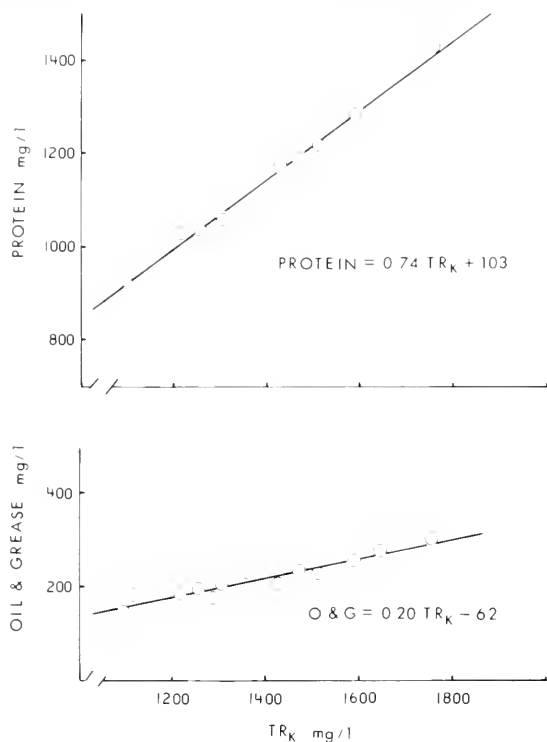 1400
1200
1000
800
PROTEIN mg/l
PROTEIN = 0.74 TRK + 103
400
200
OIL & GREASE mg/l
O & G = 0.20 TRK – 62
1200 1400 1600 1800
TRK mg/l